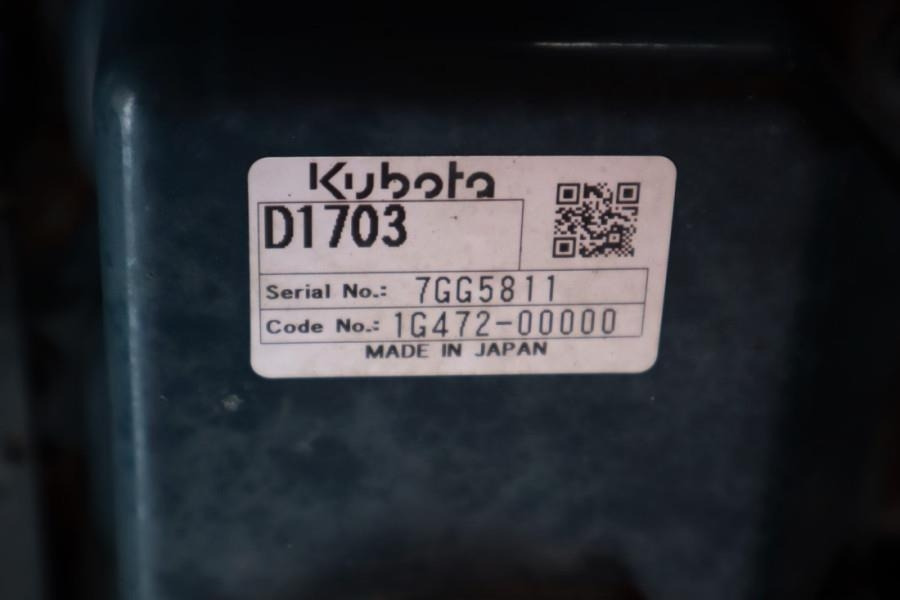 Kubota
D1703
Serial No.: 7GG5811
Code No.: 1G472-00000
MADE IN JAPAN